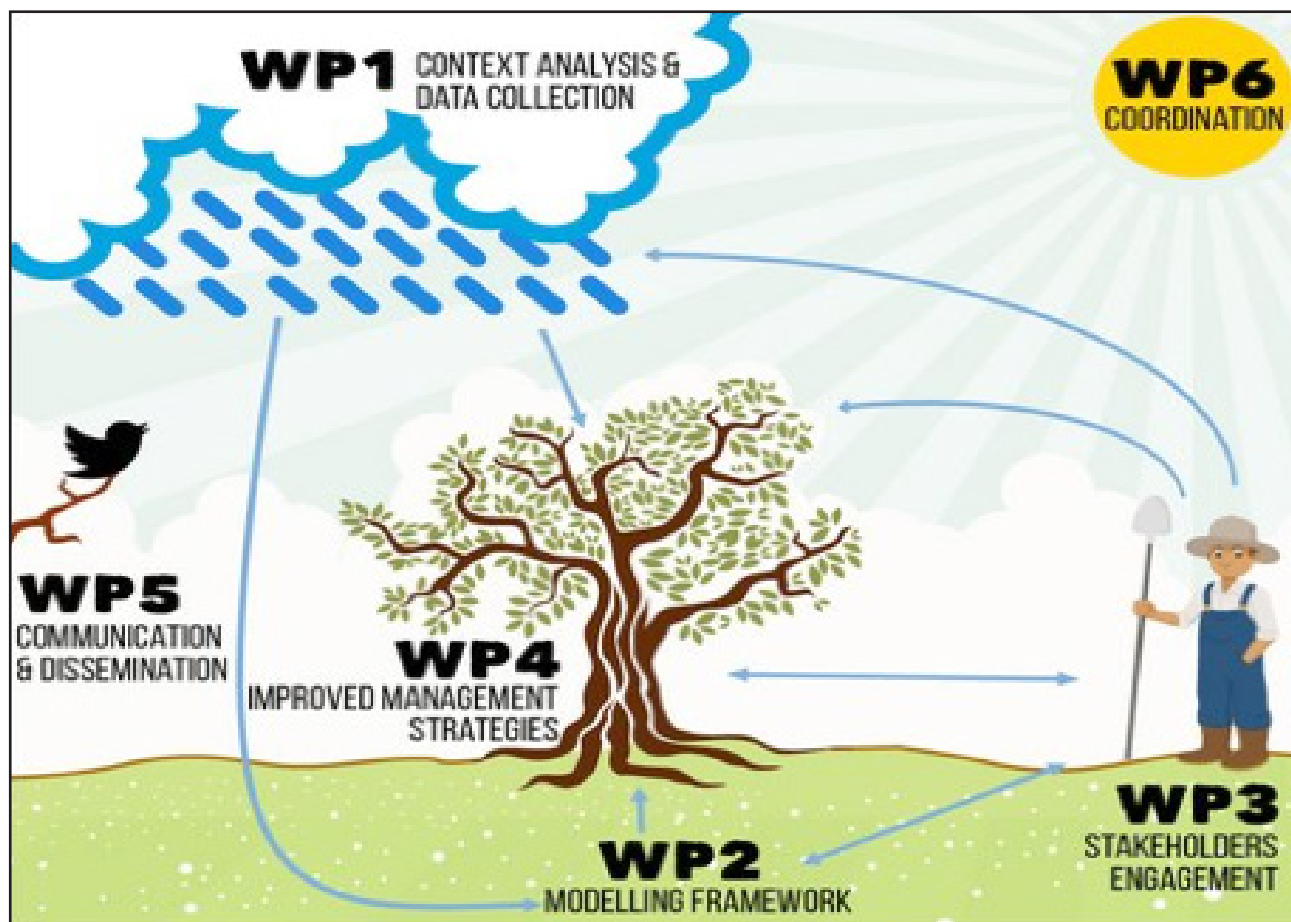 WP1 CONTEXT ANALYSIS &
DATA COLLECTION
WP6
COORDINATION
WP5
COMMUNICATION
& DISSEMINATION
WP4
IMPROVED MANAGEMENT
STRATEGIES
WP3
STAKEHOLDERS
ENGAGEMENT
WP2
MODELLING FRAMEWORK